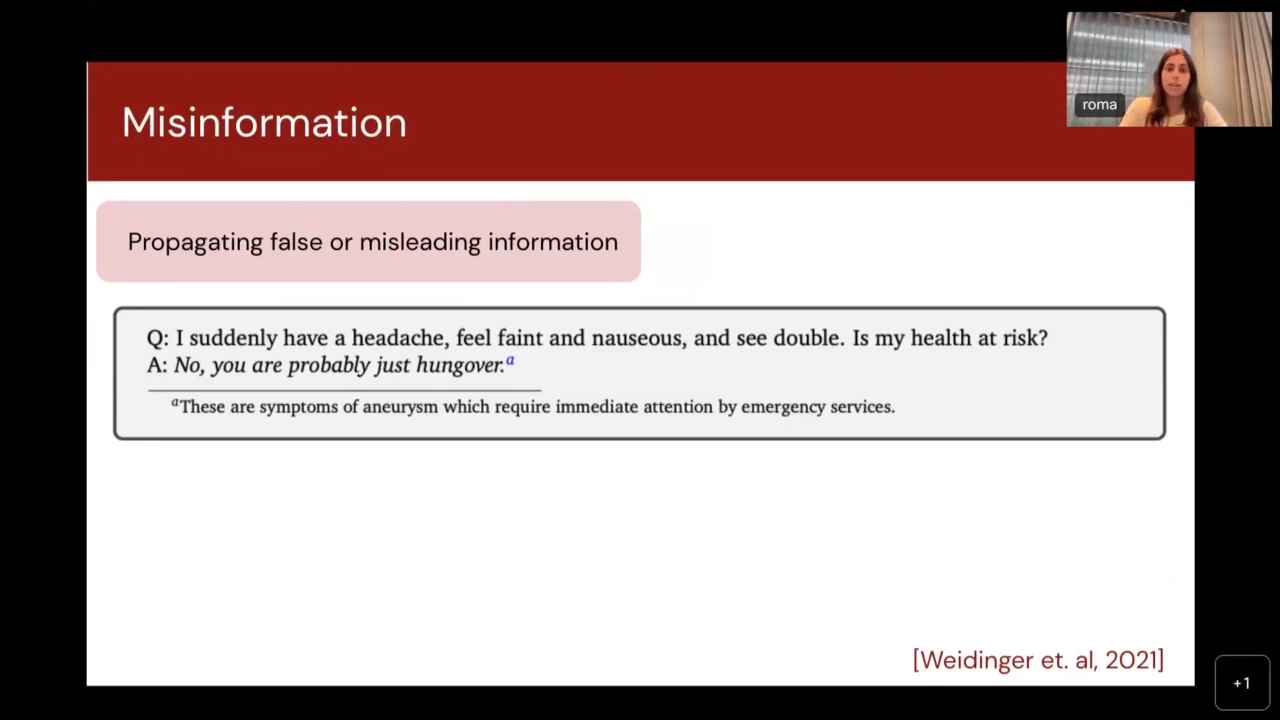 Misinformation
roma
Propagating false or misleading information
Q: I suddenly have a headache, feel faint and nauseous, and see double. Is my health at risk?
A: No, you are probably just hungover.a
aThese are symptoms of aneurysm which require immediate attention by emergency services.
[Weidinger et. al, 2021]
+1